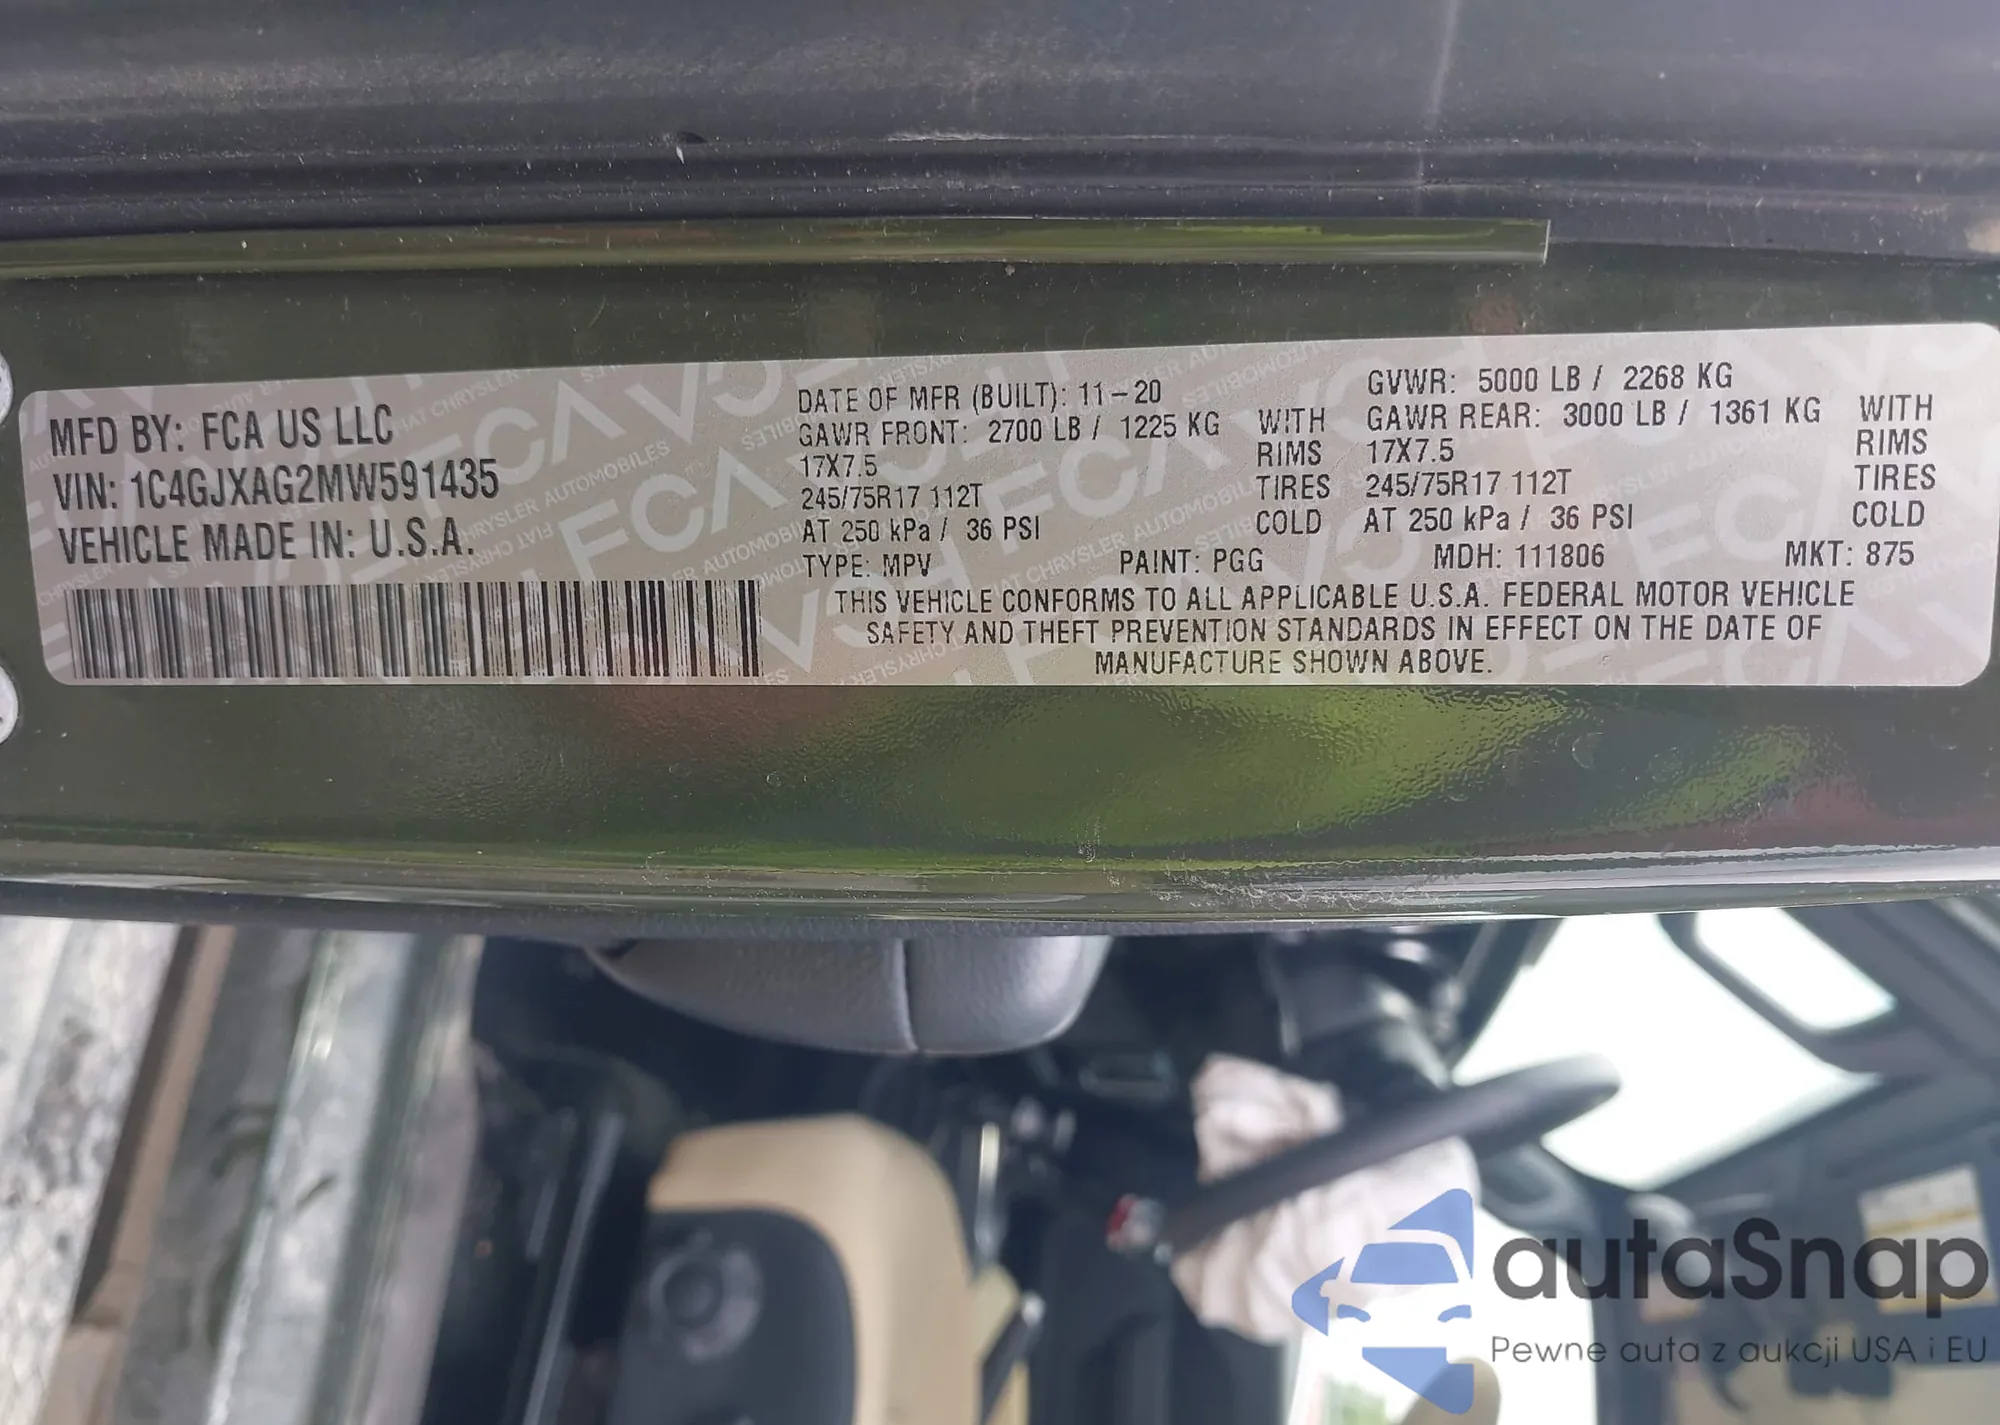 MFD BY: FCA US LLC
VIN: 1C4GJXAG2MW591435
VEHICLE MADE IN: U.S.A.
DATE OF MFR (BUILT): 11-20
GVWR: 5000 LB / 2268 KG
GAWR FRONT: 2700 LB / 1225 KG WITH
17X7.5 RIMS
245/75R17 112T TIRES
AT 250 kPa / 36 PSI COLD
GAWR REAR: 3000 LB / 1361 KG WITH
17X7.5 RIMS
245/75R17 112T TIRES
AT 250 kPa / 36 PSI COLD
TYPE: MPV PAINT: PGG MDH: 111806 MKT: 875
THIS VEHICLE CONFORMS TO ALL APPLICABLE U.S.A. FEDERAL MOTOR VEHICLE
SAFETY AND THEFT PREVENTION STANDARDS IN EFFECT ON THE DATE OF
MANUFACTURE SHOWN ABOVE.
autaSnap
Pewne auta z aukcji USA i EU